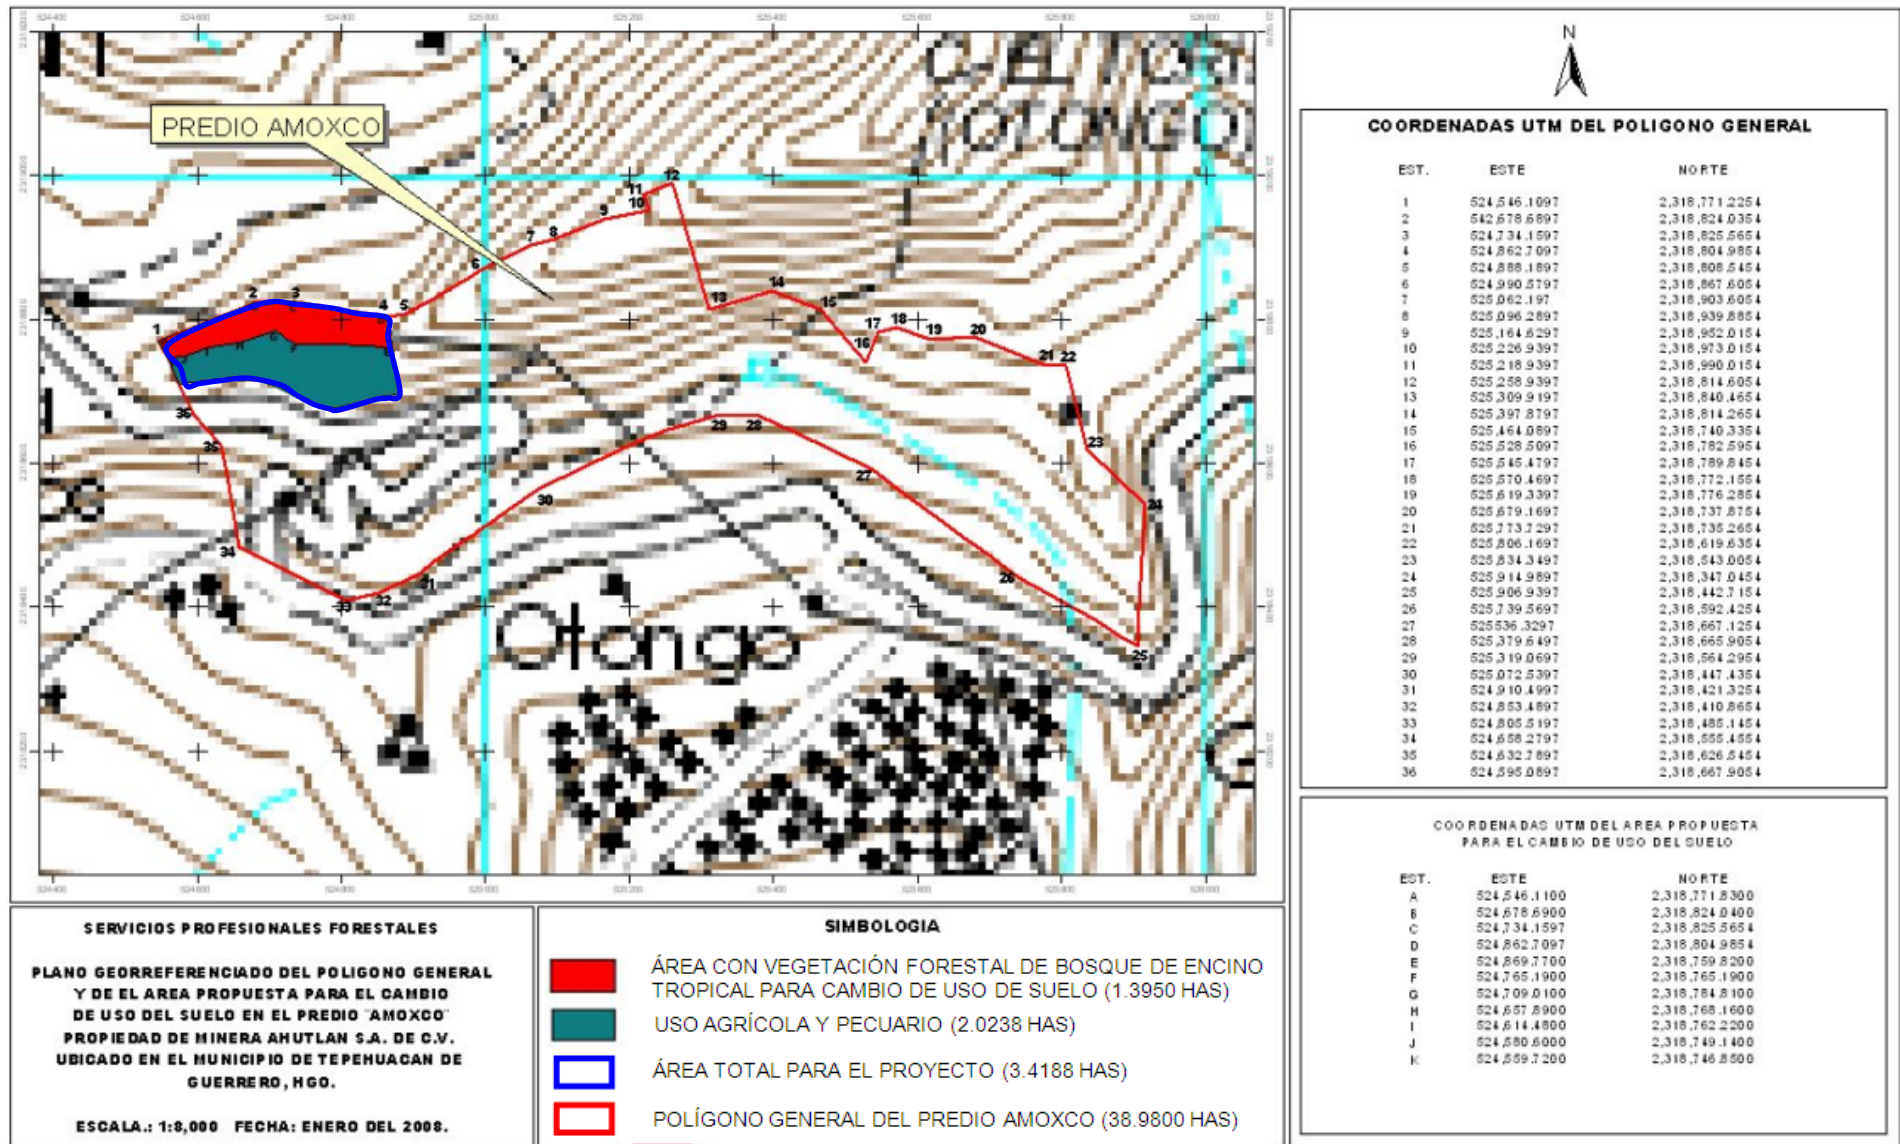 PREDIO AMOXCO
Otongo
N
COORDENADAS UTM DEL POLIGONO GENERAL
EST. ESTE NORTE
1 524,546.1097 2,318,771.2254
2 542,678.6897 2,318,824.0354
3 524,734.1597 2,318,825.5654
4 524,862.7097 2,318,804.9854
5 524,888.1897 2,318,808.5454
6 524,990.5797 2,318,867.6054
7 525,062.197 2,318,903.6054
8 525,096.2897 2,318,939.8854
9 525,164.6297 2,318,952.0154
10 525,226.9397 2,318,973.0154
11 525,218.9397 2,318,990.0154
12 525,258.9397 2,318,814.6054
13 525,309.9197 2,318,840.4654
14 525,397.8797 2,318,814.2654
15 525,464.0897 2,318,740.3354
16 525,528.5097 2,318,782.5954
17 525,545.4797 2,318,789.8454
18 525,570.4697 2,318,772.1554
19 525,619.3397 2,318,776.2854
20 525,679.1697 2,318,737.8754
21 525,773.7297 2,318,735.2654
22 525,806.1697 2,318,619.6354
23 525,834.3497 2,318,543.0054
24 525,914.9897 2,318,347.0454
25 525,906.9397 2,318,442.7154
26 525,739.5697 2,318,592.4254
27 525536.3297 2,318,667.1254
28 525,379.6497 2,318,665.9054
29 525,319.0697 2,318,564.2954
30 525,072.5397 2,318,447.4354
31 524,910.4997 2,318,421.3254
32 524,853.4897 2,318,410.8654
33 524,805.5197 2,318,485.1454
34 524,658.2797 2,318,555.4554
35 524,632.7897 2,318,626.5454
36 524,595.0897 2,318,667.9054
COORDENADAS UTM DEL AREA PROPUESTA
PARA EL CAMBIO DE USO DEL SUELO
EST. ESTE NORTE
A 524,546.1100 2,318,771.8300
B 524,678.6900 2,318,824.0400
C 524,734.1597 2,318,825.5654
D 524,862.7097 2,318,804.9854
E 524,869.7700 2,318,759.8200
F 524,765.1900 2,318,765.1900
G 524,709.0100 2,318,784.8100
H 524,657.8900 2,318,768.1600
I 524,614.4800 2,318,762.2200
J 524,580.6000 2,318,749.1400
K 524,559.7200 2,318,746.8500
SERVICIOS PROFESIONALES FORESTALES
PLANO GEORREFERENCIADO DEL POLIGONO GENERAL
Y DE EL AREA PROPUESTA PARA EL CAMBIO
DE USO DEL SUELO EN EL PREDIO "AMOXCO"
PROPIEDAD DE MINERA AHUTLAN S.A. DE C.V.
UBICADO EN EL MUNICIPIO DE TEPEHUACAN DE
GUERRERO, HGO.
ESCALA.: 1:8,000 FECHA: ENERO DEL 2008.
SIMBOLOGIA
ÁREA CON VEGETACIÓN FORESTAL DE BOSQUE DE ENCINO
TROPICAL PARA CAMBIO DE USO DE SUELO (1.3950 HAS)
USO AGRÍCOLA Y PECUARIO (2.0238 HAS)
ÁREA TOTAL PARA EL PROYECTO (3.4188 HAS)
POLÍGONO GENERAL DEL PREDIO AMOXCO (38.9800 HAS)